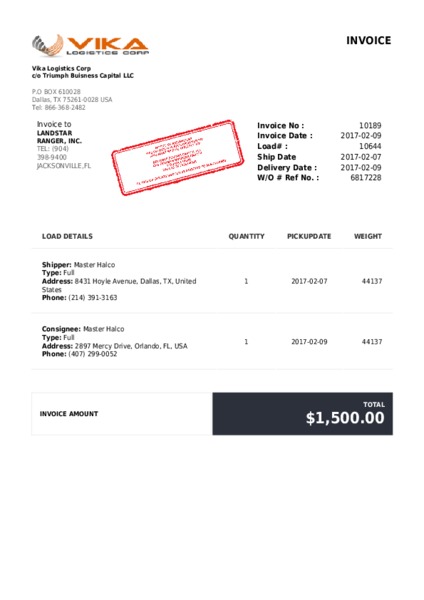 VIKA
LOGISTICS CORP
INVOICE
Vika Logistics Corp
c/o Triumph Buisness Capital LLC
P.O BOX 610028
Dallas, TX 75261-0028 USA
Tel: 866-368-2482
Invoice to
LANDSTAR
RANGER, INC.
TEL: (904)
398-9400
JACKSONVILLE,FL
Invoice No : 10189
Invoice Date : 2017-02-09
Load# : 10644
Ship Date 2017-02-07
Delivery Date : 2017-02-09
W/O # Ref No. : 6817228
LOAD DETAILS QUANTITY PICKUPDATE WEIGHT
Shipper: Master Halco
Type: Full
Address: 8431 Hoyle Avenue, Dallas, TX, United
States
Phone: (214) 391-3163
1 2017-02-07 44137
Consignee: Master Halco
Type: Full
Address: 2897 Mercy Drive, Orlando, FL, USA
Phone: (407) 299-0052
1 2017-02-09 44137
INVOICE AMOUNT
TOTAL
$1,500.00